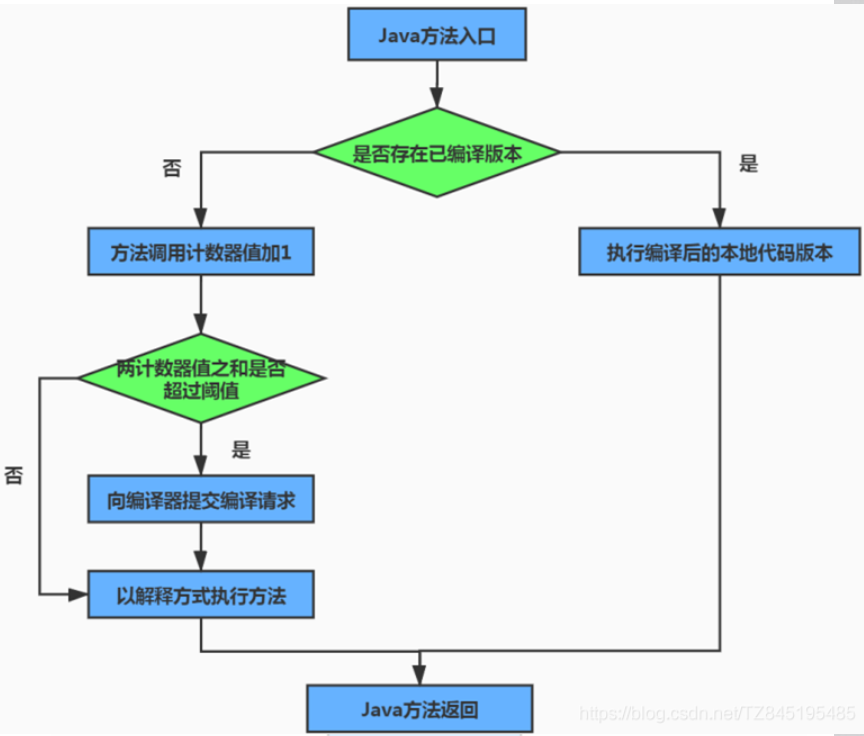 Java方法入口
是否存在已编译版本
否
是
方法调用计数器值加1
执行编译后的本地代码版本
两计数器值之和是否
超过阈值
是
否
向编译器提交编译请求
以解释方式执行方法
Java方法返回
https://blog.csdn.net/TZ845195485